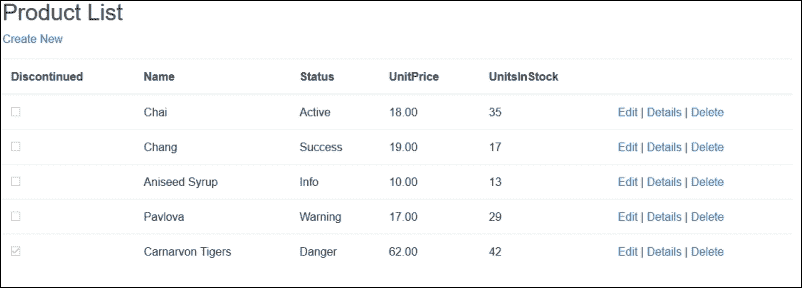 Product List
Create New
Discontinued Name Status UnitPrice UnitsInStock
Chai Active 18.00 35 Edit | Details | Delete
Chang Success 19.00 17 Edit | Details | Delete
Aniseed Syrup Info 10.00 13 Edit | Details | Delete
Pavlova Warning 17.00 29 Edit | Details | Delete
Carnarvon Tigers Danger 62.00 42 Edit | Details | Delete